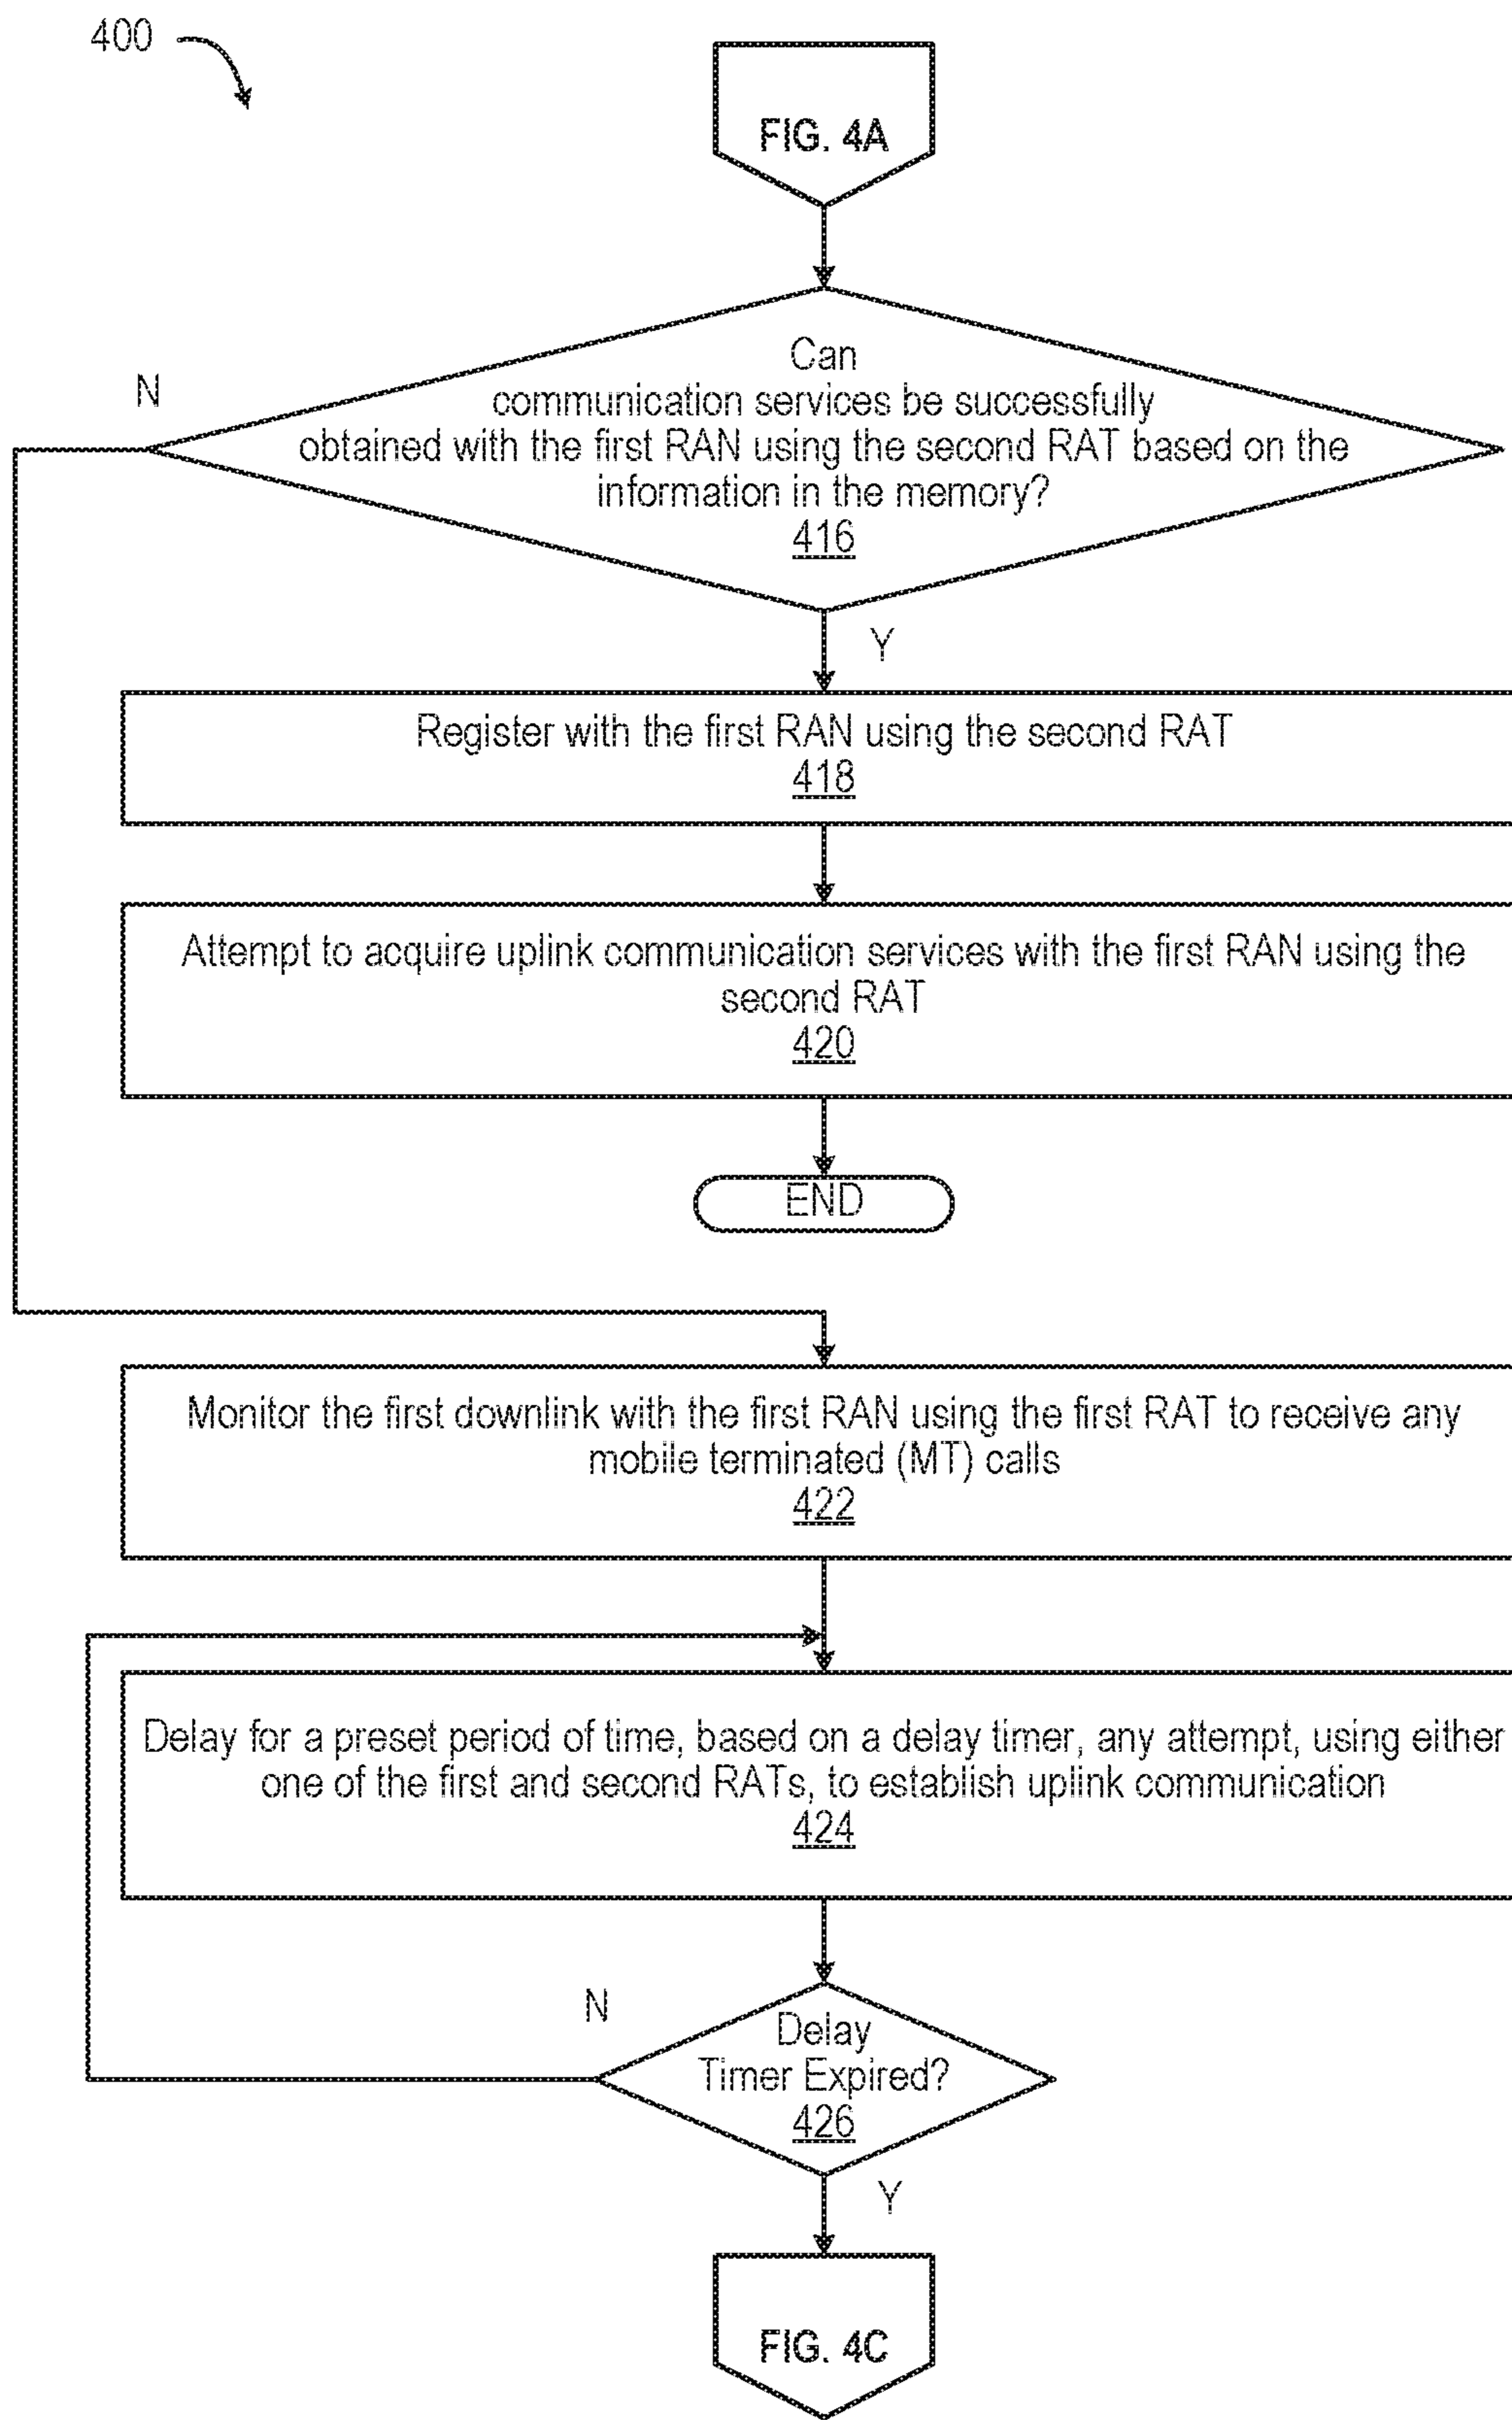 400
FIG. 4A
Can
communication services be successfully
obtained with the first RAN using the second RAT based on the
information in the memory?
416
N
Y
Register with the first RAN using the second RAT
418
Attempt to acquire uplink communication services with the first RAN using the
second RAT
420
END
Monitor the first downlink with the first RAN using the first RAT to receive any
mobile terminated (MT) calls
422
Delay for a preset period of time, based on a delay timer, any attempt, using either
one of the first and second RATs, to establish uplink communication
424
N
Delay
Timer Expired?
426
Y
FIG. 4C